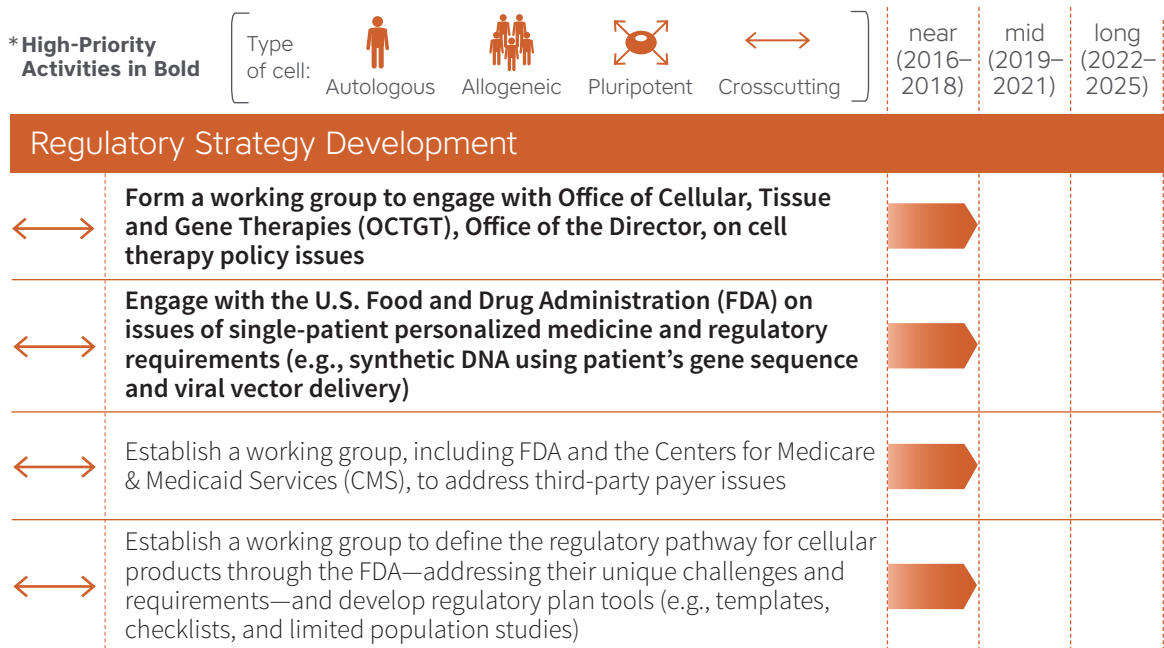 *High-Priority
Activities in Bold
Type
of cell:
Autologous
Allogeneic
Pluripotent
Crosscutting
near
(2016–
2018)
mid
(2019–
2021)
long
(2022–
2025)
Regulatory Strategy Development
Form a working group to engage with Office of Cellular, Tissue
and Gene Therapies (OCTGT), Office of the Director, on cell
therapy policy issues
Engage with the U.S. Food and Drug Administration (FDA) on
issues of single-patient personalized medicine and regulatory
requirements (e.g., synthetic DNA using patient’s gene sequence
and viral vector delivery)
Establish a working group, including FDA and the Centers for Medicare
& Medicaid Services (CMS), to address third-party payer issues
Establish a working group to define the regulatory pathway for cellular
products through the FDA—addressing their unique challenges and
requirements—and develop regulatory plan tools (e.g., templates,
checklists, and limited population studies)